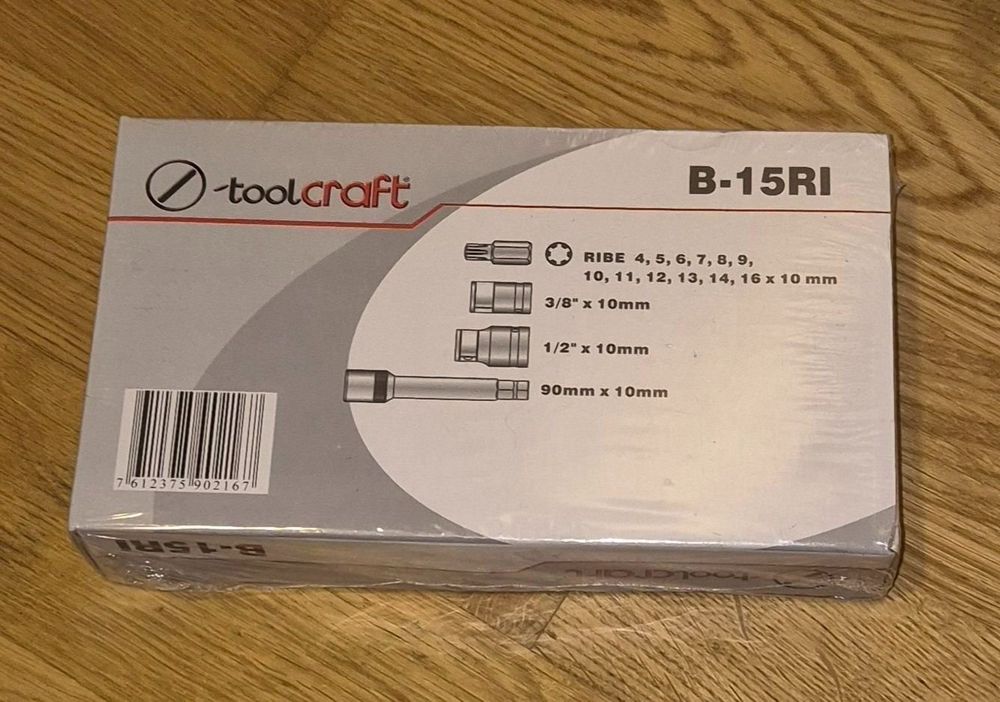 -toolcraft
B-15RI
RIBE 4, 5, 6, 7, 8, 9,
10, 11, 12, 13, 14, 16 x 10 mm
3/8" x 10mm
1/2" x 10mm
90mm x 10mm
7 612375 902167
B-15RI
-toolcraft